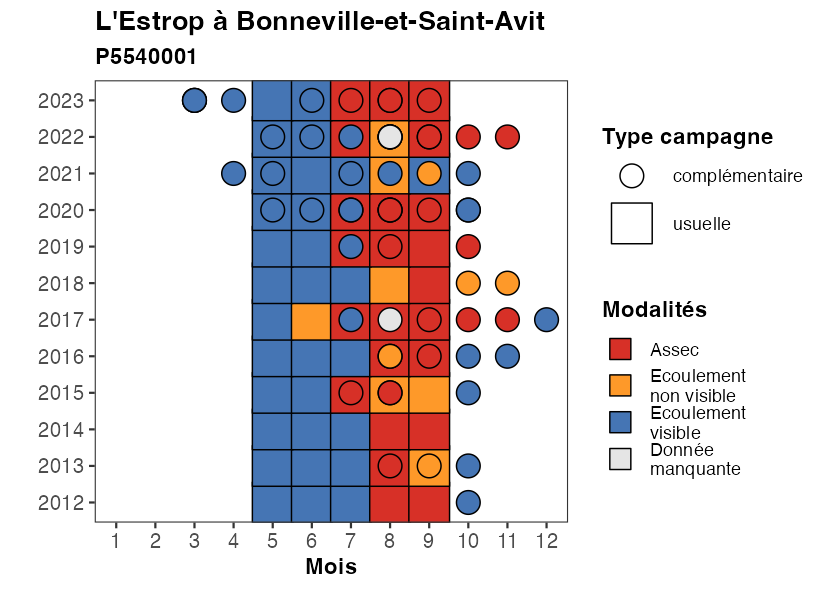 L'Estrop à Bonneville-et-Saint-Avit
P5540001
2023
2022
2021
2020
2019
2018
2017
2016
2015
2014
2013
2012
1 2 3 4 5 6 7 8 9 10 11 12
Mois
Type campagne
complémentaire
usuelle
Modalités
Assec
Ecoulement
non visible
Ecoulement
visible
Donnée
manquante